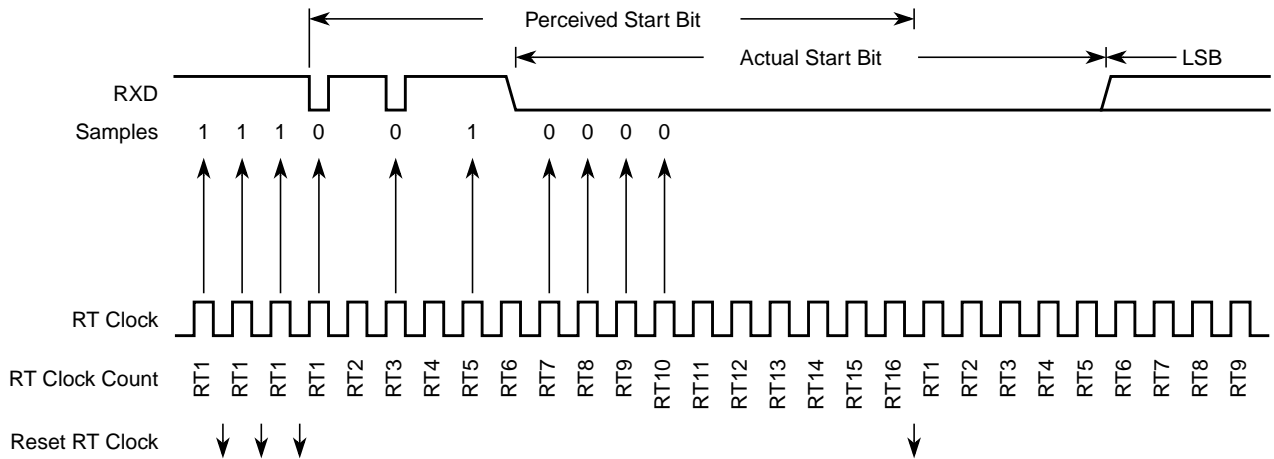 Perceived Start Bit
Actual Start Bit
LSB
RXD
Samples 1 1 1 0 0 1 0 0 0 0
RT Clock
RT Clock Count RT1 RT1 RT1 RT1 RT2 RT3 RT4 RT5 RT6 RT7 RT8 RT9 RT10 RT11 RT12 RT13 RT14 RT15 RT16 RT1 RT2 RT3 RT4 RT5 RT6 RT7 RT8 RT9
Reset RT Clock